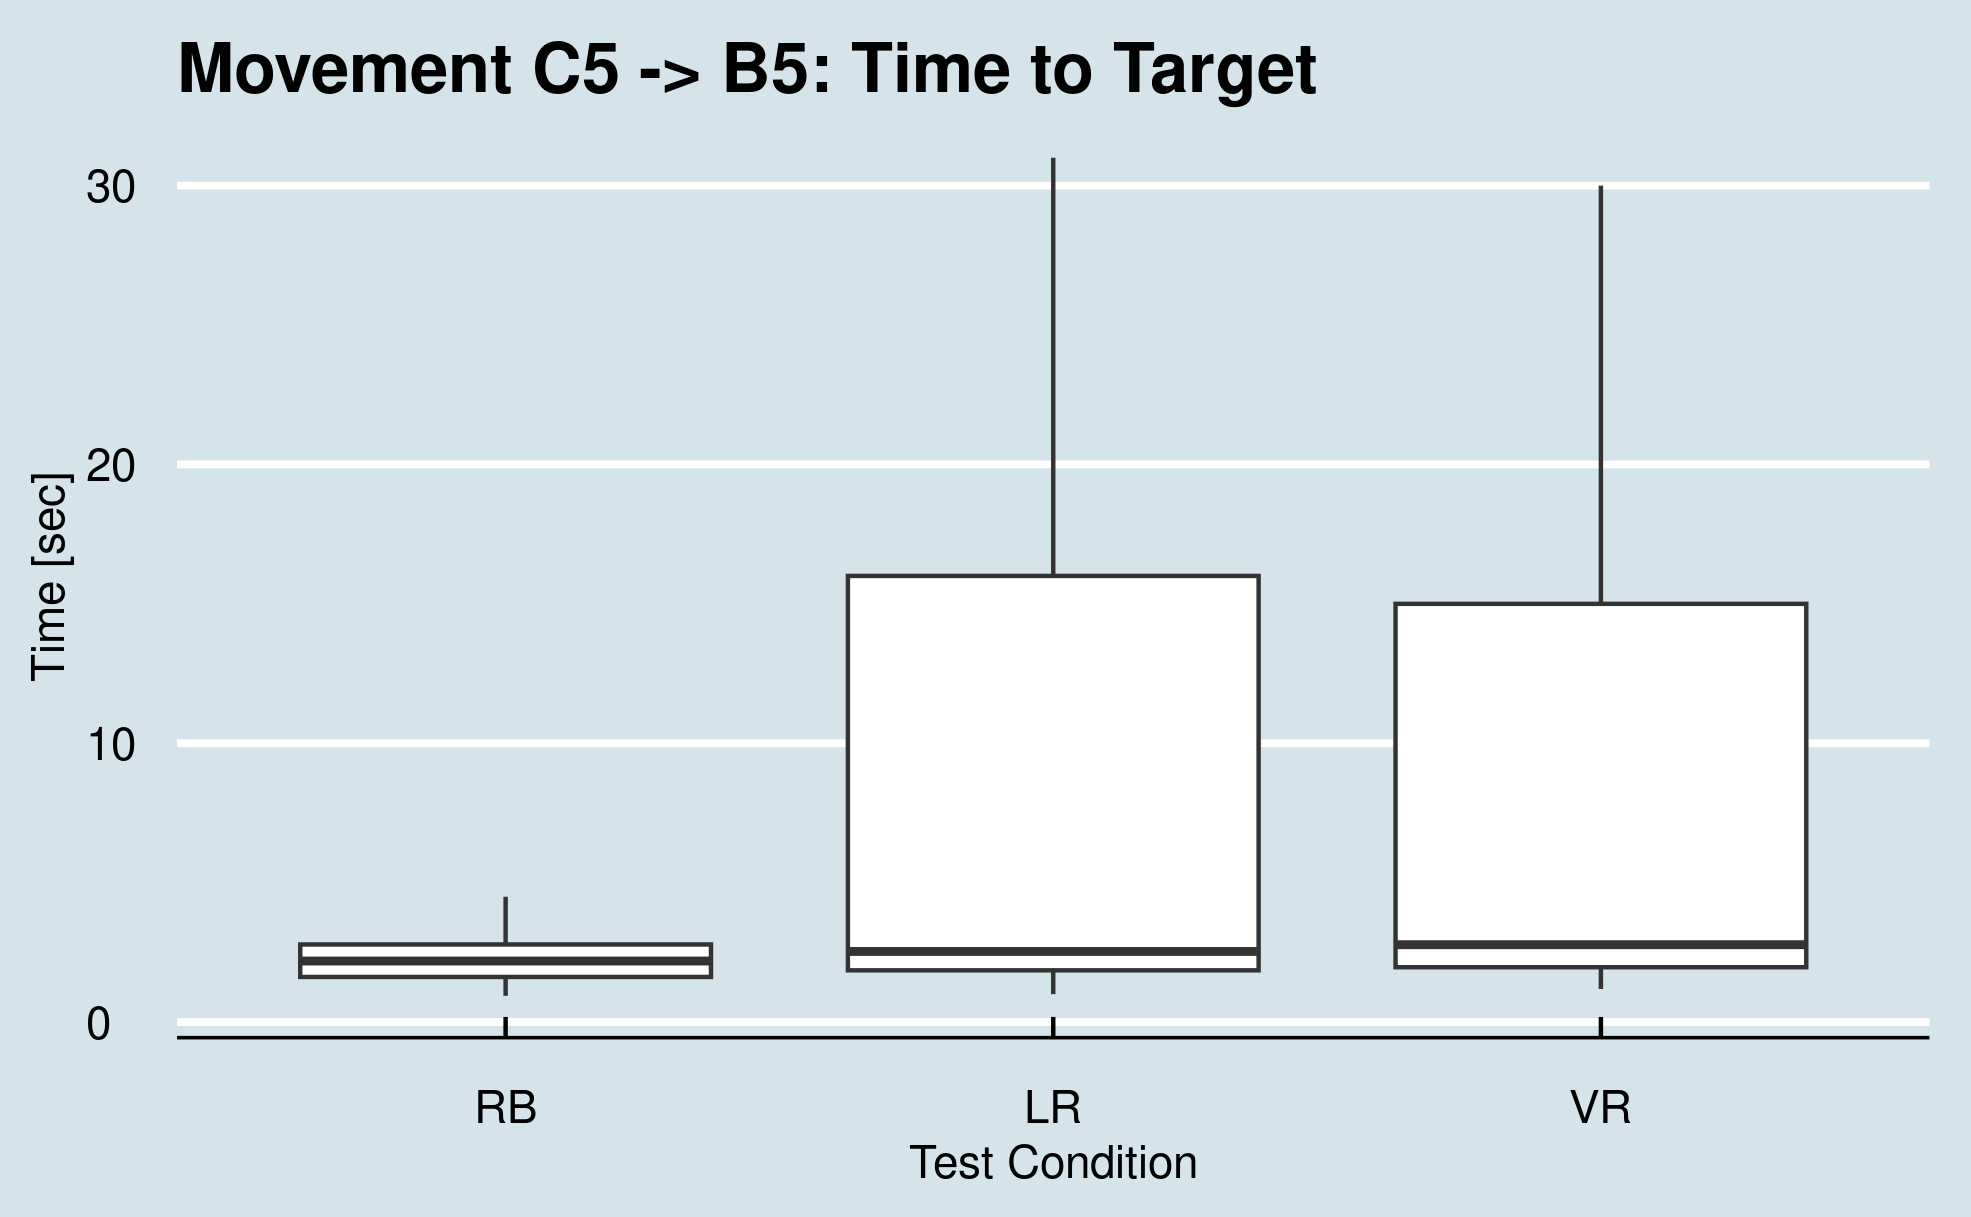 Movement C5 -> B5: Time to Target
30
20
10
0
Time [sec]
RB
LR
VR
Test Condition